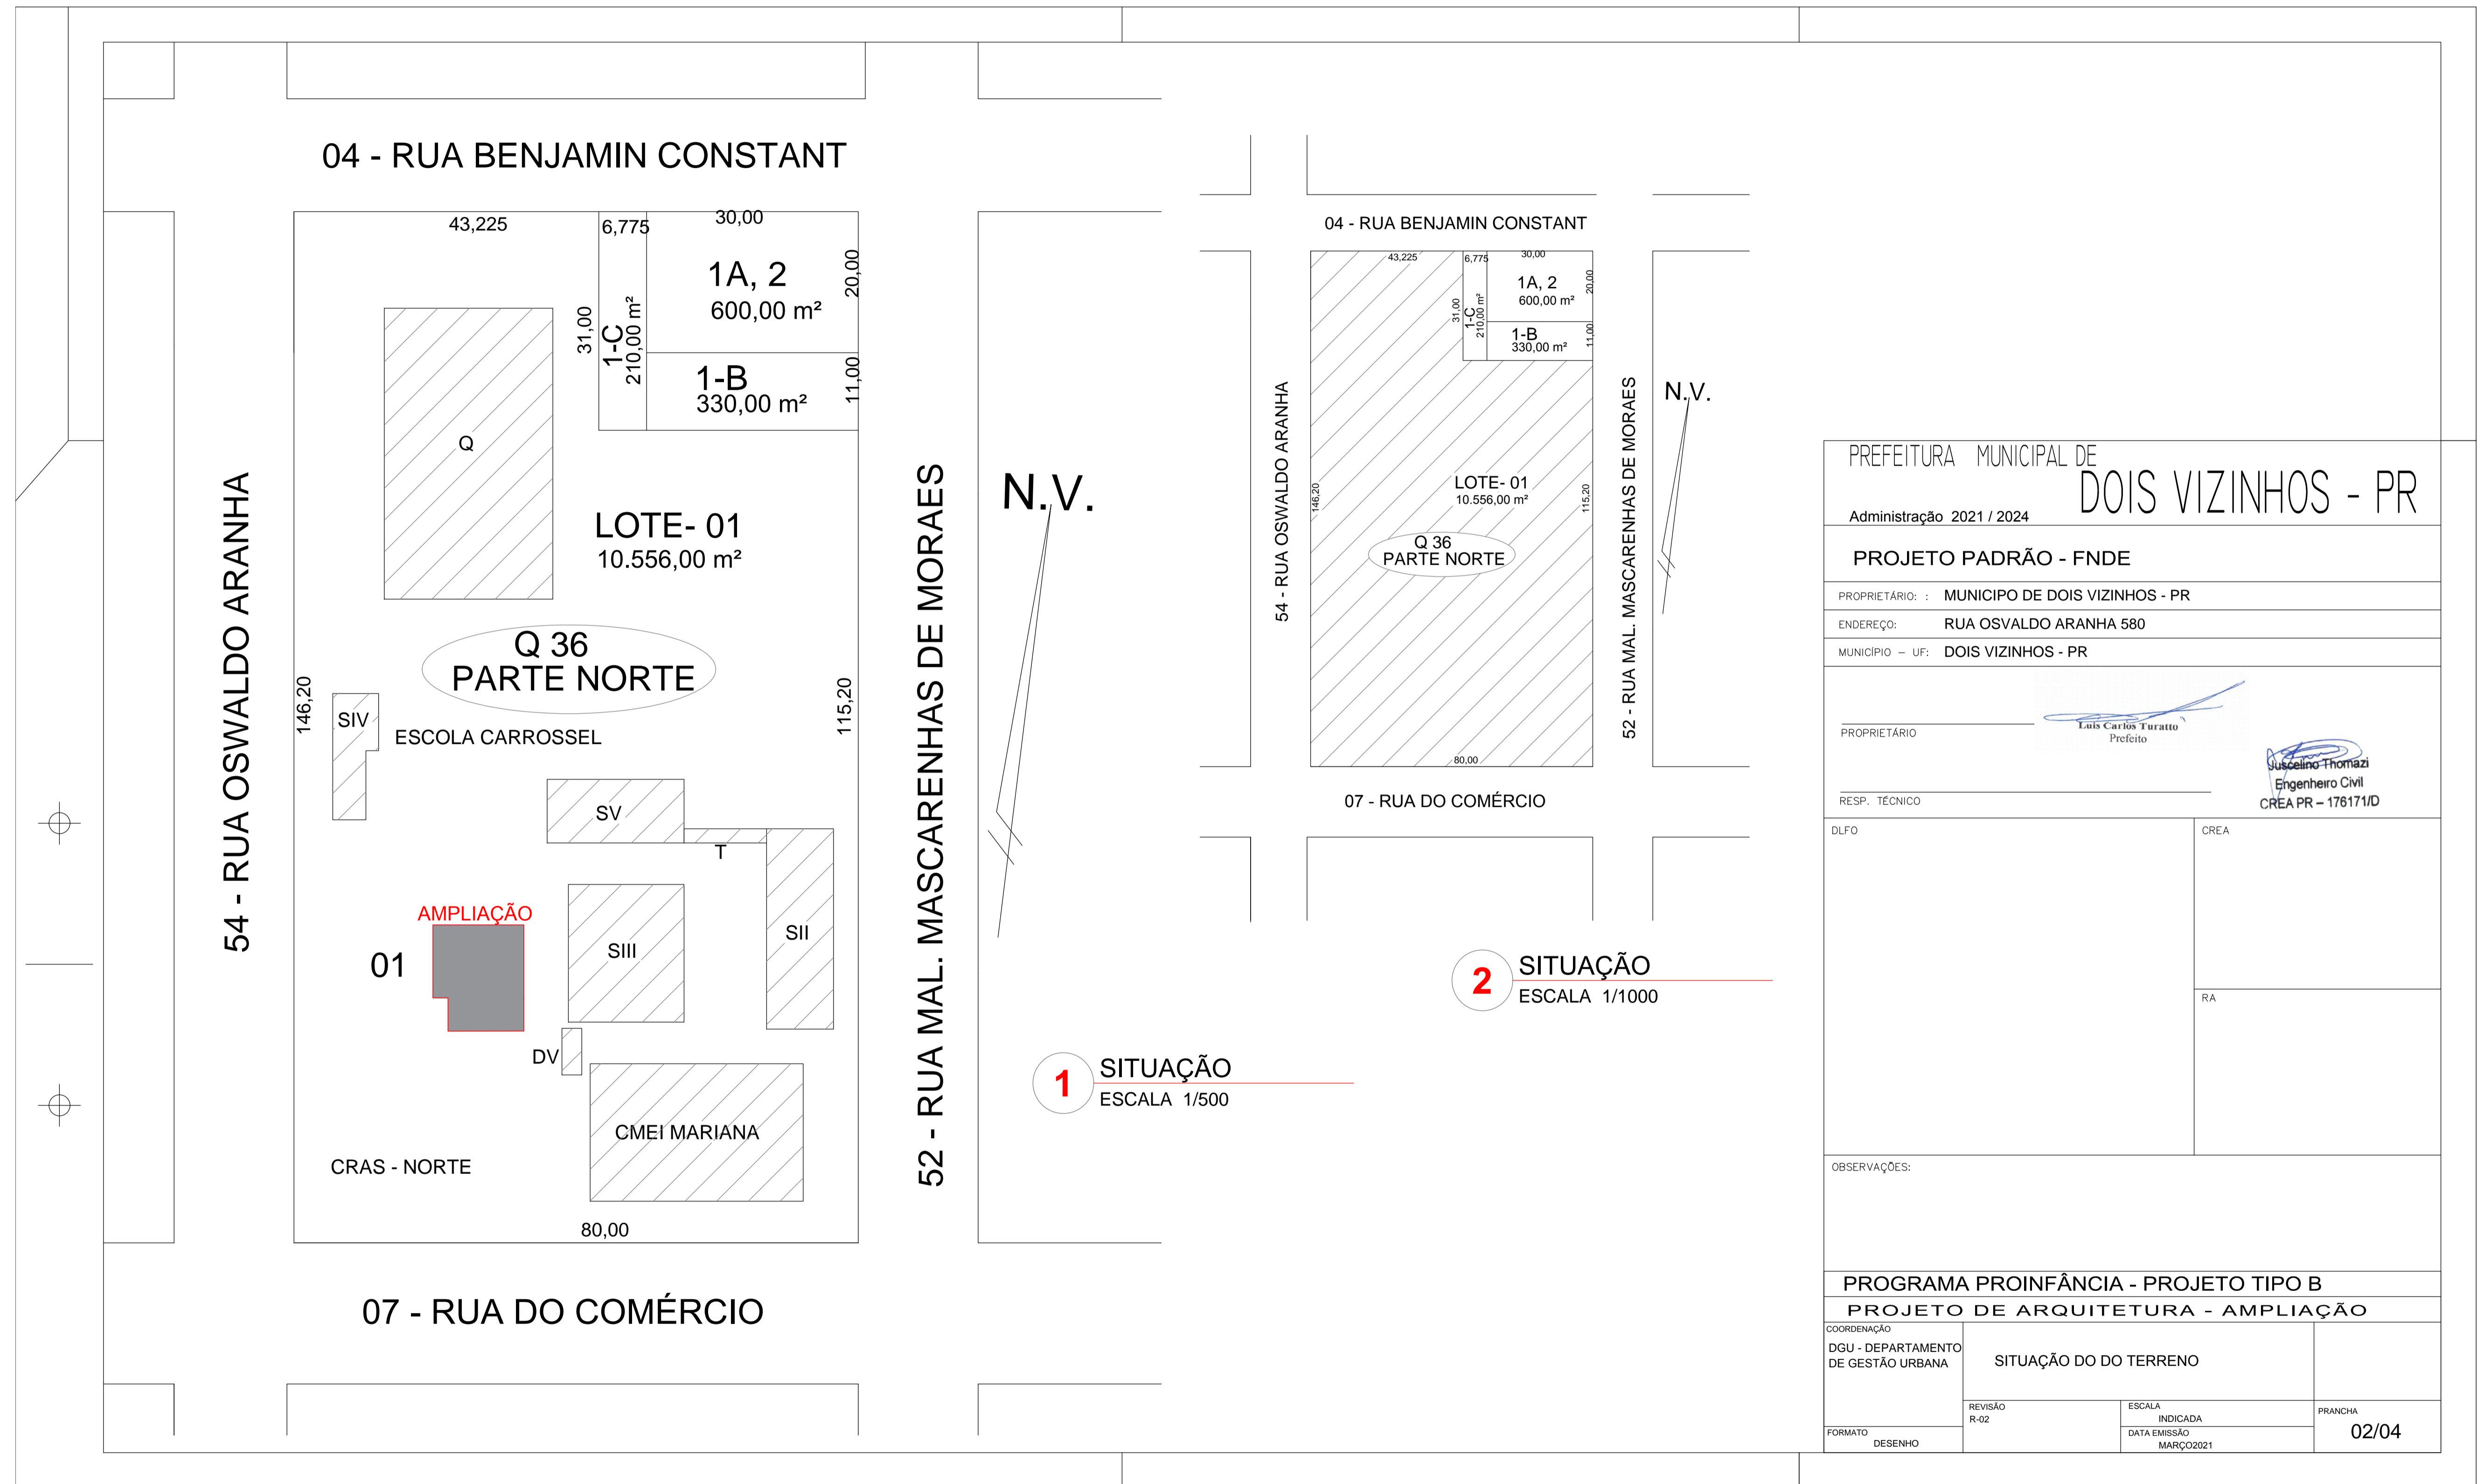 04 - RUA BENJAMIN CONSTANT
43,225
6,775
30,00
1A, 2
600,00 m²
20,00
31,00
1-C
210,00 m²
1-B
330,00 m²
11,00
Q
LOTE- 01
10.556,00 m²
Q 36
PARTE NORTE
54 - RUA OSWALDO ARANHA
146,20
115,20
52 - RUA MAL. MASCARENHAS DE MORAES
N.V.
SIV
ESCOLA CARROSSEL
SV
T
AMPLIAÇÃO
01
SIII
SII
DV
CMEI MARIANA
CRAS - NORTE
80,00
07 - RUA DO COMÉRCIO
1
SITUAÇÃO
ESCALA 1/500
04 - RUA BENJAMIN CONSTANT
43,225
6,775
30,00
1A, 2
600,00 m²
20,00
31,00
1-C
210,00 m²
1-B
330,00 m²
11,00
54 - RUA OSWALDO ARANHA
146,20
LOTE- 01
10.556,00 m²
Q 36
PARTE NORTE
115,20
52 - RUA MAL. MASCARENHAS DE MORAES
N.V.
80,00
07 - RUA DO COMÉRCIO
2
SITUAÇÃO
ESCALA 1/1000
PREFEITURA MUNICIPAL DE
DOIS VIZINHOS - PR
Administração 2021 / 2024
PROJETO PADRÃO - FNDE
PROPRIETÁRIO: : MUNICIPO DE DOIS VIZINHOS - PR
ENDEREÇO: RUA OSVALDO ARANHA 580
MUNICÍPIO - UF: DOIS VIZINHOS - PR
Luis Carlos Turatto
Prefeito
PROPRIETÁRIO
Juscelino Thomazi
Engenheiro Civil
CREA PR – 176171/D
RESP. TÉCNICO
DLFO
CREA
RA
OBSERVAÇÕES:
PROGRAMA PROINFÂNCIA - PROJETO TIPO B
PROJETO DE ARQUITETURA - AMPLIAÇÃO
COORDENAÇÃO
DGU - DEPARTAMENTO
DE GESTÃO URBANA
SITUAÇÃO DO DO TERRENO
REVISÃO
R-02
ESCALA
INDICADA
PRANCHA
02/04
FORMATO
DESENHO
DATA EMISSÃO
MARÇO2021